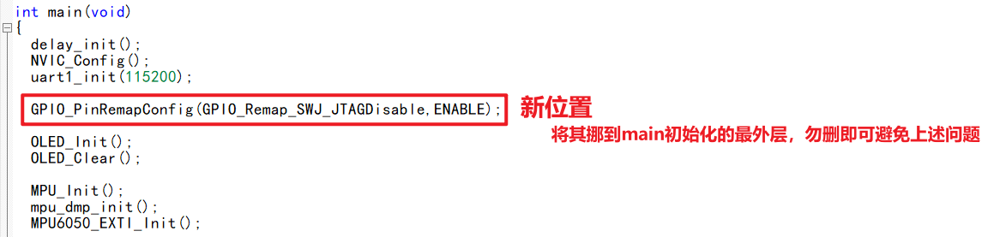 int main(void)
{
delay_init();
NVIC_Config();
uart1_init(115200);
GPIO_PinRemapConfig(GPIO_Remap_SWJ_JTAGDisable,ENABLE);
新位置
将其挪到main初始化的最外层，勿删即可避免上述问题
OLED_Init();
OLED_Clear();
MPU_Init();
mpu_dmp_init();
MPU6050_EXTI_Init();